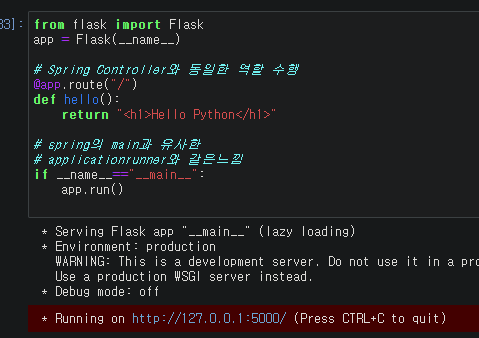 33]:
from flask import Flask
app = Flask(__name__)
# Spring Controller와 동일한 역할 수행
@app.route("/")
def hello():
return "<h1>Hello Python</h1>"
# spring의 main과 유사한
# applicationrunner와 같은느낌
if __name__=="__main__":
app.run()
* Serving Flask app "__main__" (lazy loading)
* Environment: production
WARNING: This is a development server. Do not use it in a pro
Use a production WSGI server instead.
* Debug mode: off
* Running on http://127.0.0.1:5000/ (Press CTRL+C to quit)